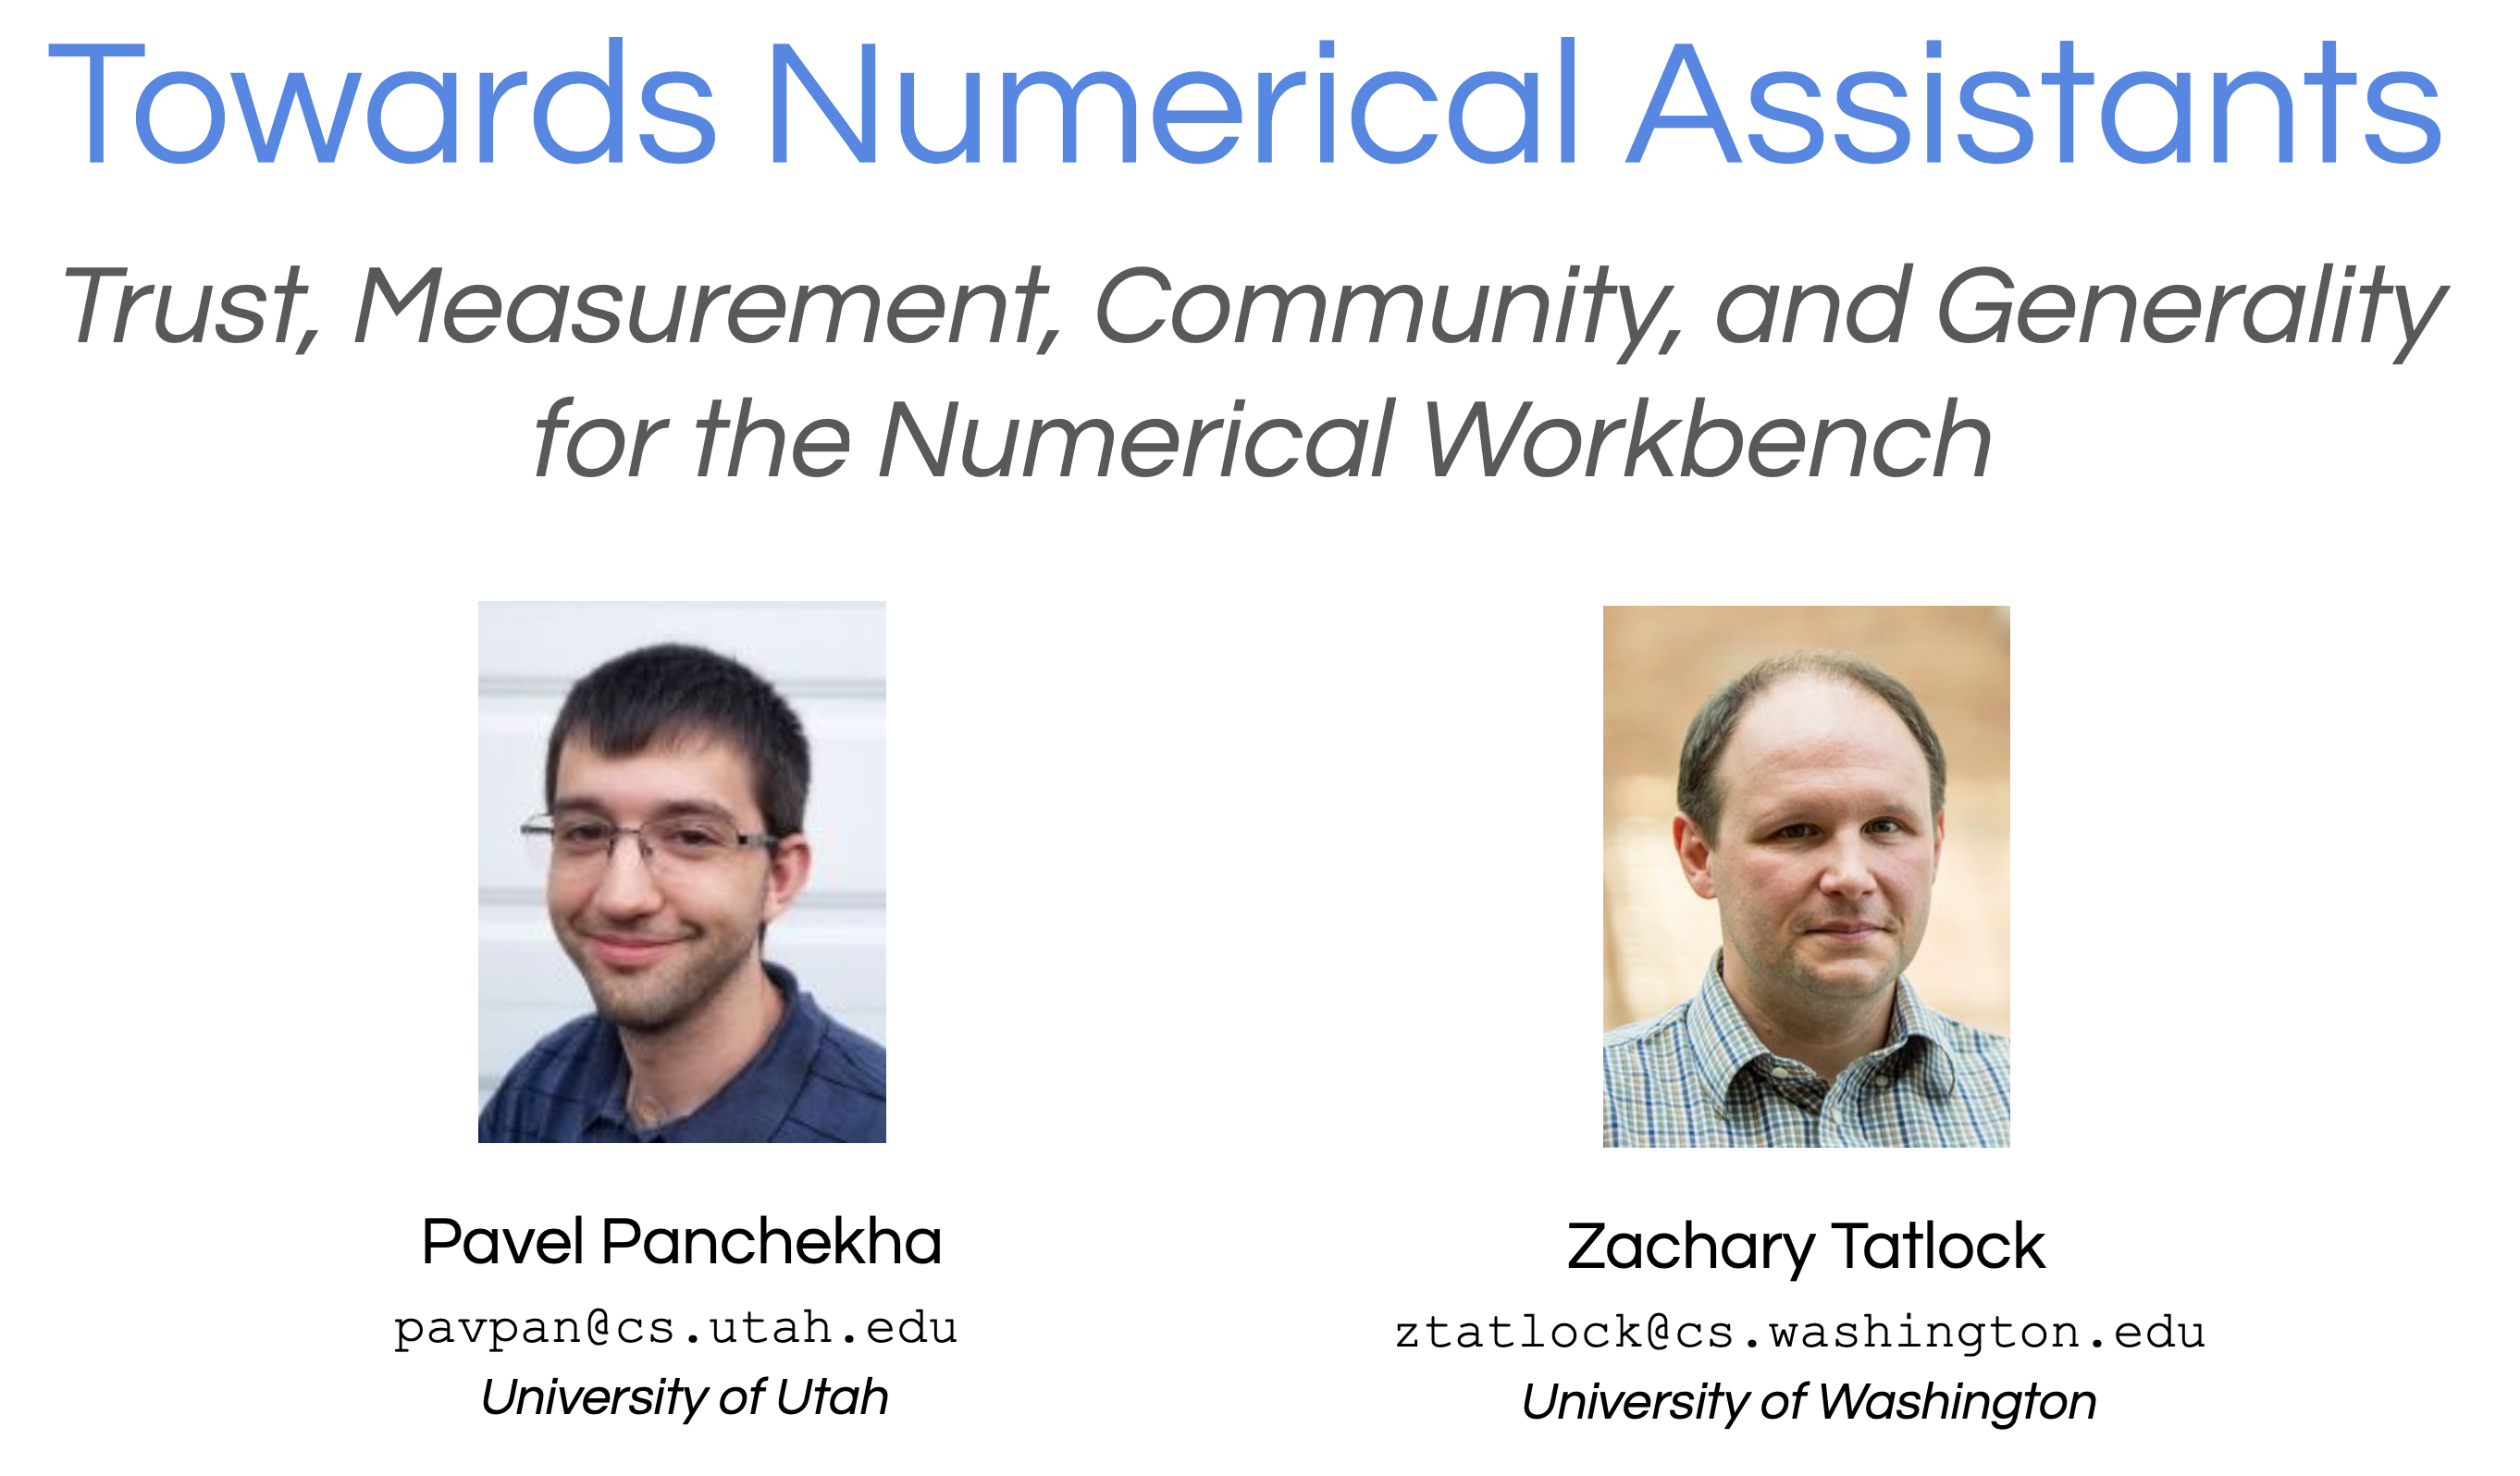 Towards Numerical Assistants
Trust, Measurement, Community, and Generality
for the Numerical Workbench
Pavel Panchekha
pavpan@cs.utah.edu
University of Utah
Zachary Tatlock
ztatlock@cs.washington.edu
University of Washington